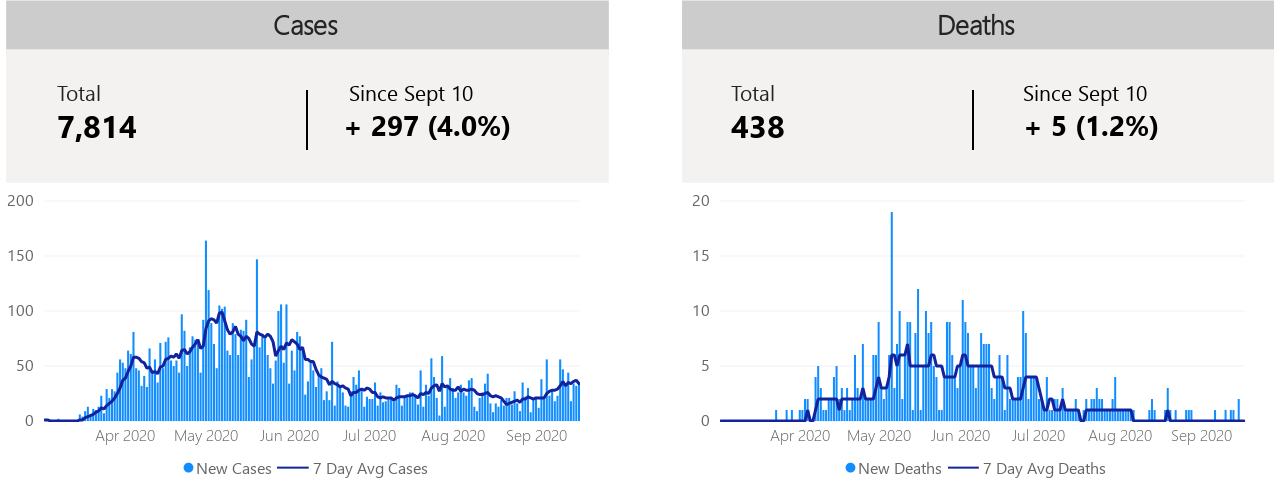 Cases
Total
7,814
Since Sept 10
+ 297 (4.0%)
200
150
100
50
0
Apr 2020 May 2020 Jun 2020 Jul 2020 Aug 2020 Sep 2020
New Cases 7 Day Avg Cases
Deaths
Total
438
Since Sept 10
+ 5 (1.2%)
20
15
10
5
0
Apr 2020 May 2020 Jun 2020 Jul 2020 Aug 2020 Sep 2020
New Deaths 7 Day Avg Deaths